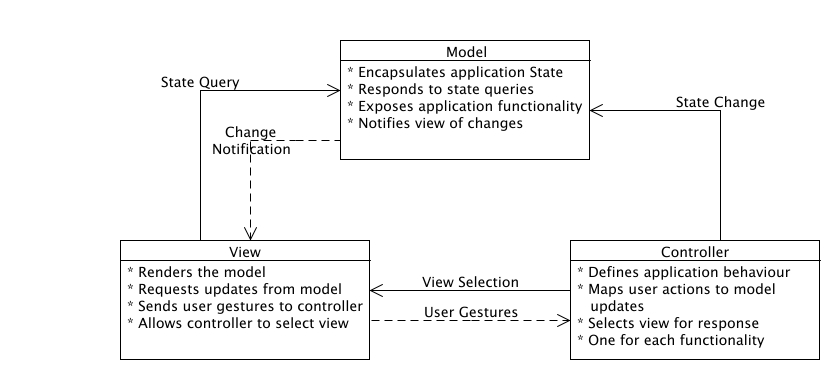 Model
* Encapsulates application State
* Responds to state queries
* Exposes application functionality
* Notifies view of changes
State Query
State Change
Change
Notification
View
* Renders the model
* Requests updates from model
* Sends user gestures to controller
* Allows controller to select view
View Selection
User Gestures
Controller
* Defines application behaviour
* Maps user actions to model
updates
* Selects view for response
* One for each functionality